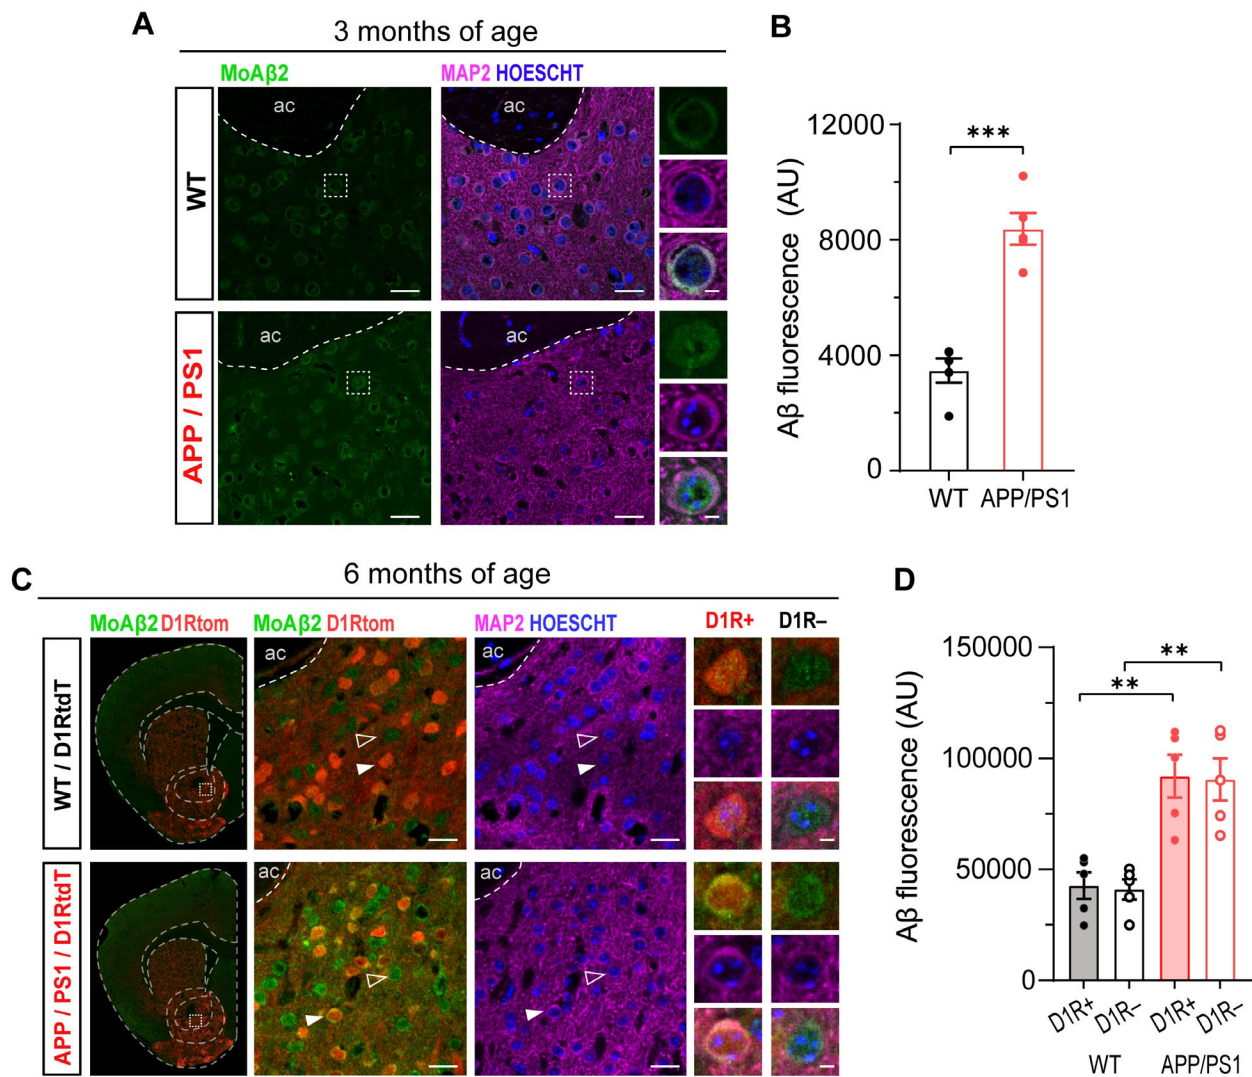 A
3 months of age
MoAβ2
MAP2 HOESCHT
WT
ac
ac
APP / PS1
ac
ac
B
Aβ fluorescence (AU)
12000
8000
4000
0
***
WT
APP/PS1
C
6 months of age
MoAβ2 D1Rtom
MoAβ2 D1Rtom
MAP2 HOESCHT
D1R+
D1R–
WT / D1RtdT
ac
ac
APP / PS1 / D1RtdT
ac
ac
D
Aβ fluorescence (AU)
150000
100000
50000
0
**
**
D1R+
D1R–
D1R+
D1R–
WT
APP/PS1